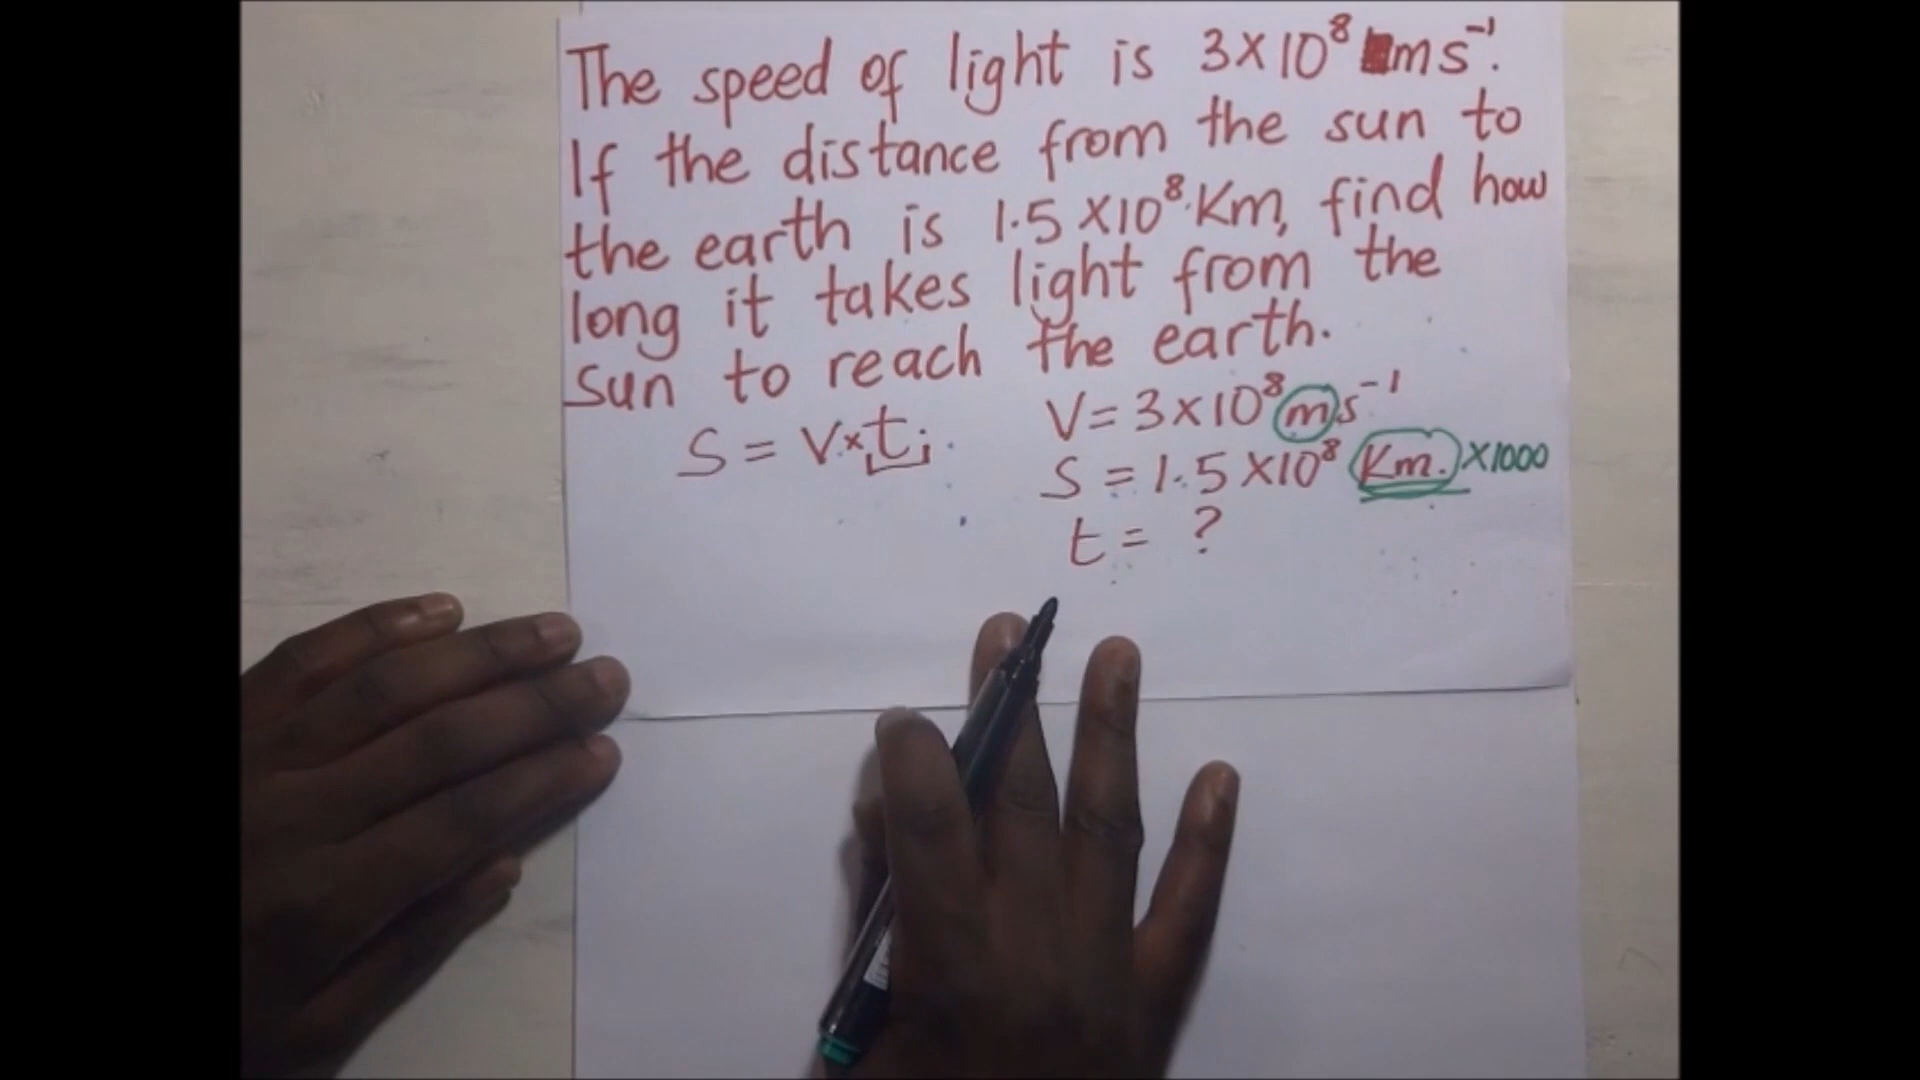 The speed of light is 3×10⁸ ms⁻¹.
If the distance from the sun to
the earth is 1.5×10⁸ Km, find how
long it takes light from the
sun to reach the earth.
S = V×t
V = 3×10⁸ ms⁻¹
S = 1.5×10⁸ Km. ×1000
t = ?